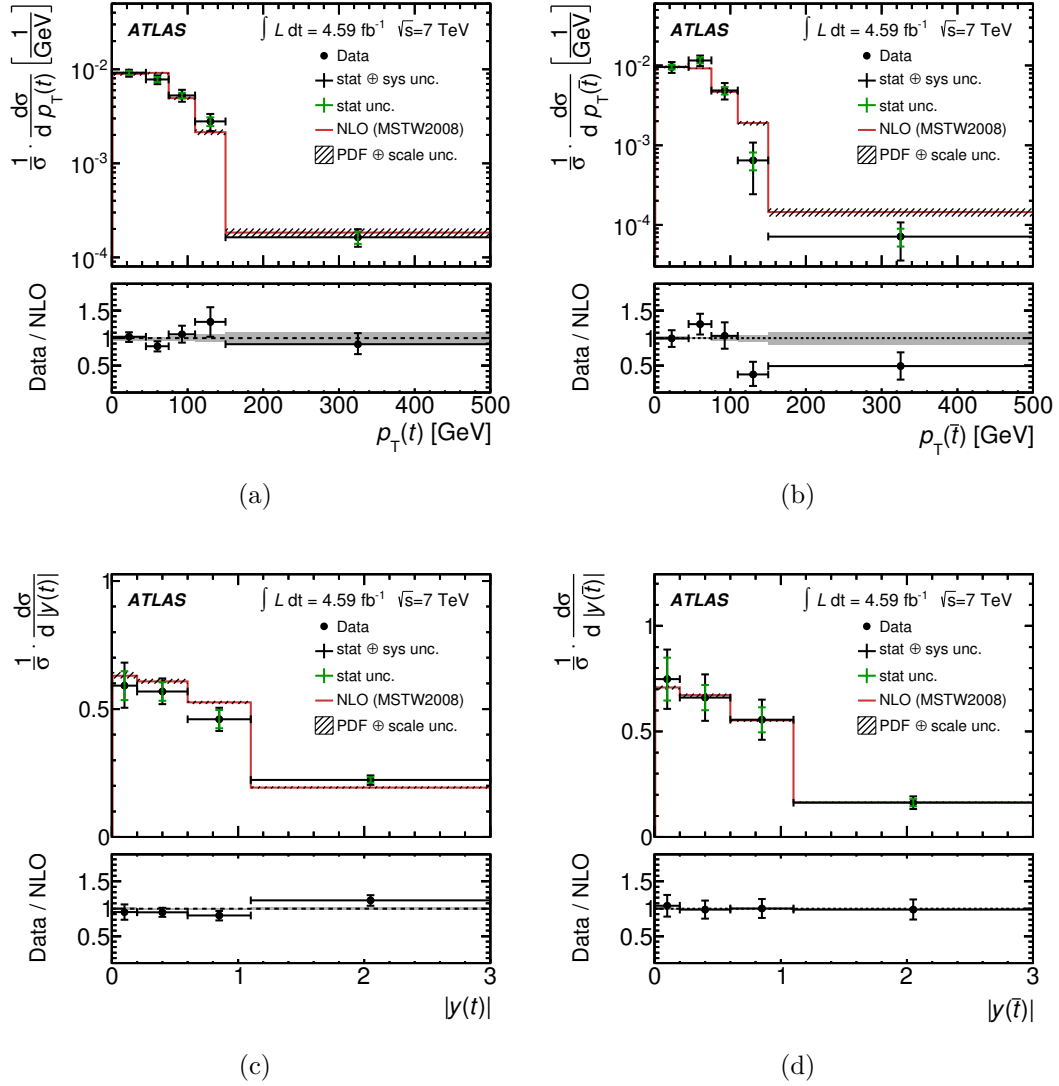 ATLAS ∫ L dt = 4.59 fb⁻¹ √s=7 TeV
Data
stat ⊕ sys unc.
stat unc.
NLO (MSTW2008)
PDF ⊕ scale unc.
1/σ · dσ/d p_T(t) [1/GeV]
10⁻²
10⁻³
10⁻⁴
Data / NLO
1.5
1
0.5
0 100 200 300 400 500
p_T(t) [GeV]
(a)
ATLAS ∫ L dt = 4.59 fb⁻¹ √s=7 TeV
Data
stat ⊕ sys unc.
stat unc.
NLO (MSTW2008)
PDF ⊕ scale unc.
1/σ · dσ/d p_T(t̄) [1/GeV]
10⁻²
10⁻³
10⁻⁴
Data / NLO
1.5
1
0.5
0 100 200 300 400 500
p_T(t̄) [GeV]
(b)
ATLAS ∫ L dt = 4.59 fb⁻¹ √s=7 TeV
Data
stat ⊕ sys unc.
stat unc.
NLO (MSTW2008)
PDF ⊕ scale unc.
1/σ · dσ/d |y(t)|
1
0.5
0
Data / NLO
1.5
1
0.5
0 1 2 3
|y(t)|
(c)
ATLAS ∫ L dt = 4.59 fb⁻¹ √s=7 TeV
Data
stat ⊕ sys unc.
stat unc.
NLO (MSTW2008)
PDF ⊕ scale unc.
1/σ · dσ/d |y(t̄)|
1
0.5
0
Data / NLO
1.5
1
0.5
0 1 2 3
|y(t̄)|
(d)